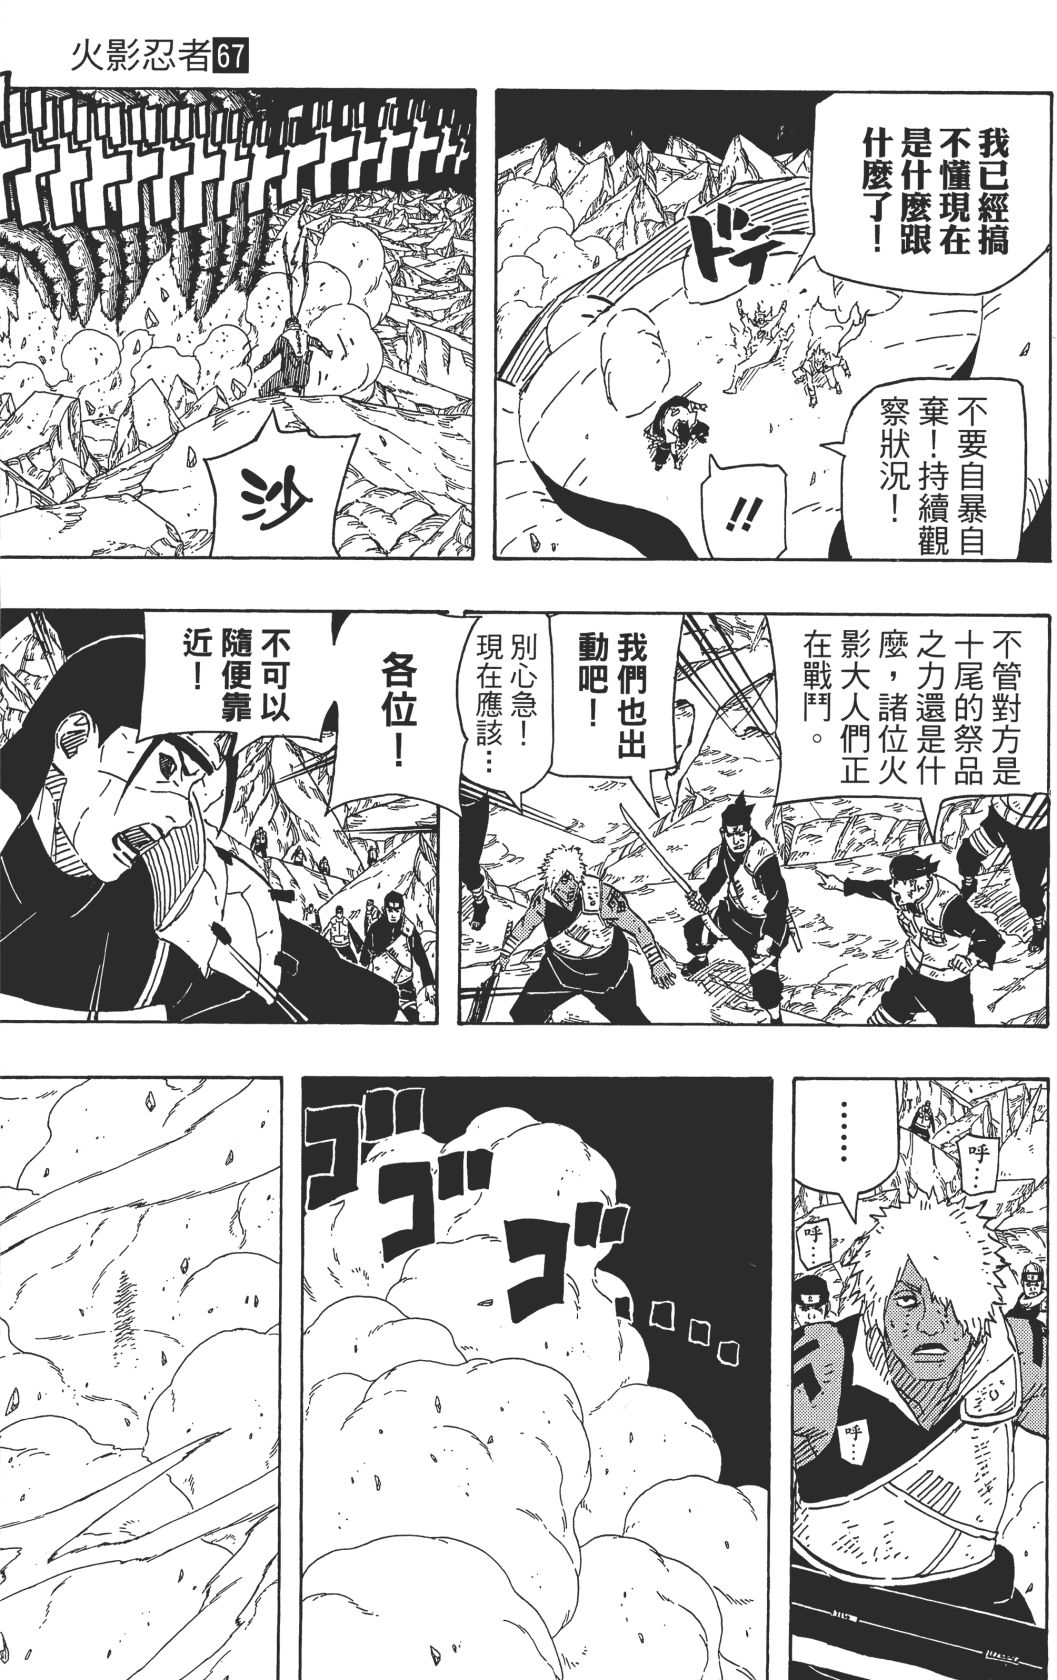 火影忍者67
我已經搞
不懂現在
是什麼跟
什麼了！
ドテ
不要自暴自
棄！持續觀
察狀況！
!!
沙
不管對方是
十尾的祭品
之力還是什
麼，諸位火
影大人們正
在戰鬥。
我們也出
動吧！
別心急！
現在應該…
各位！
不可以
隨便靠
近！
……
呼…
呼…
呼…
ゴゴゴ